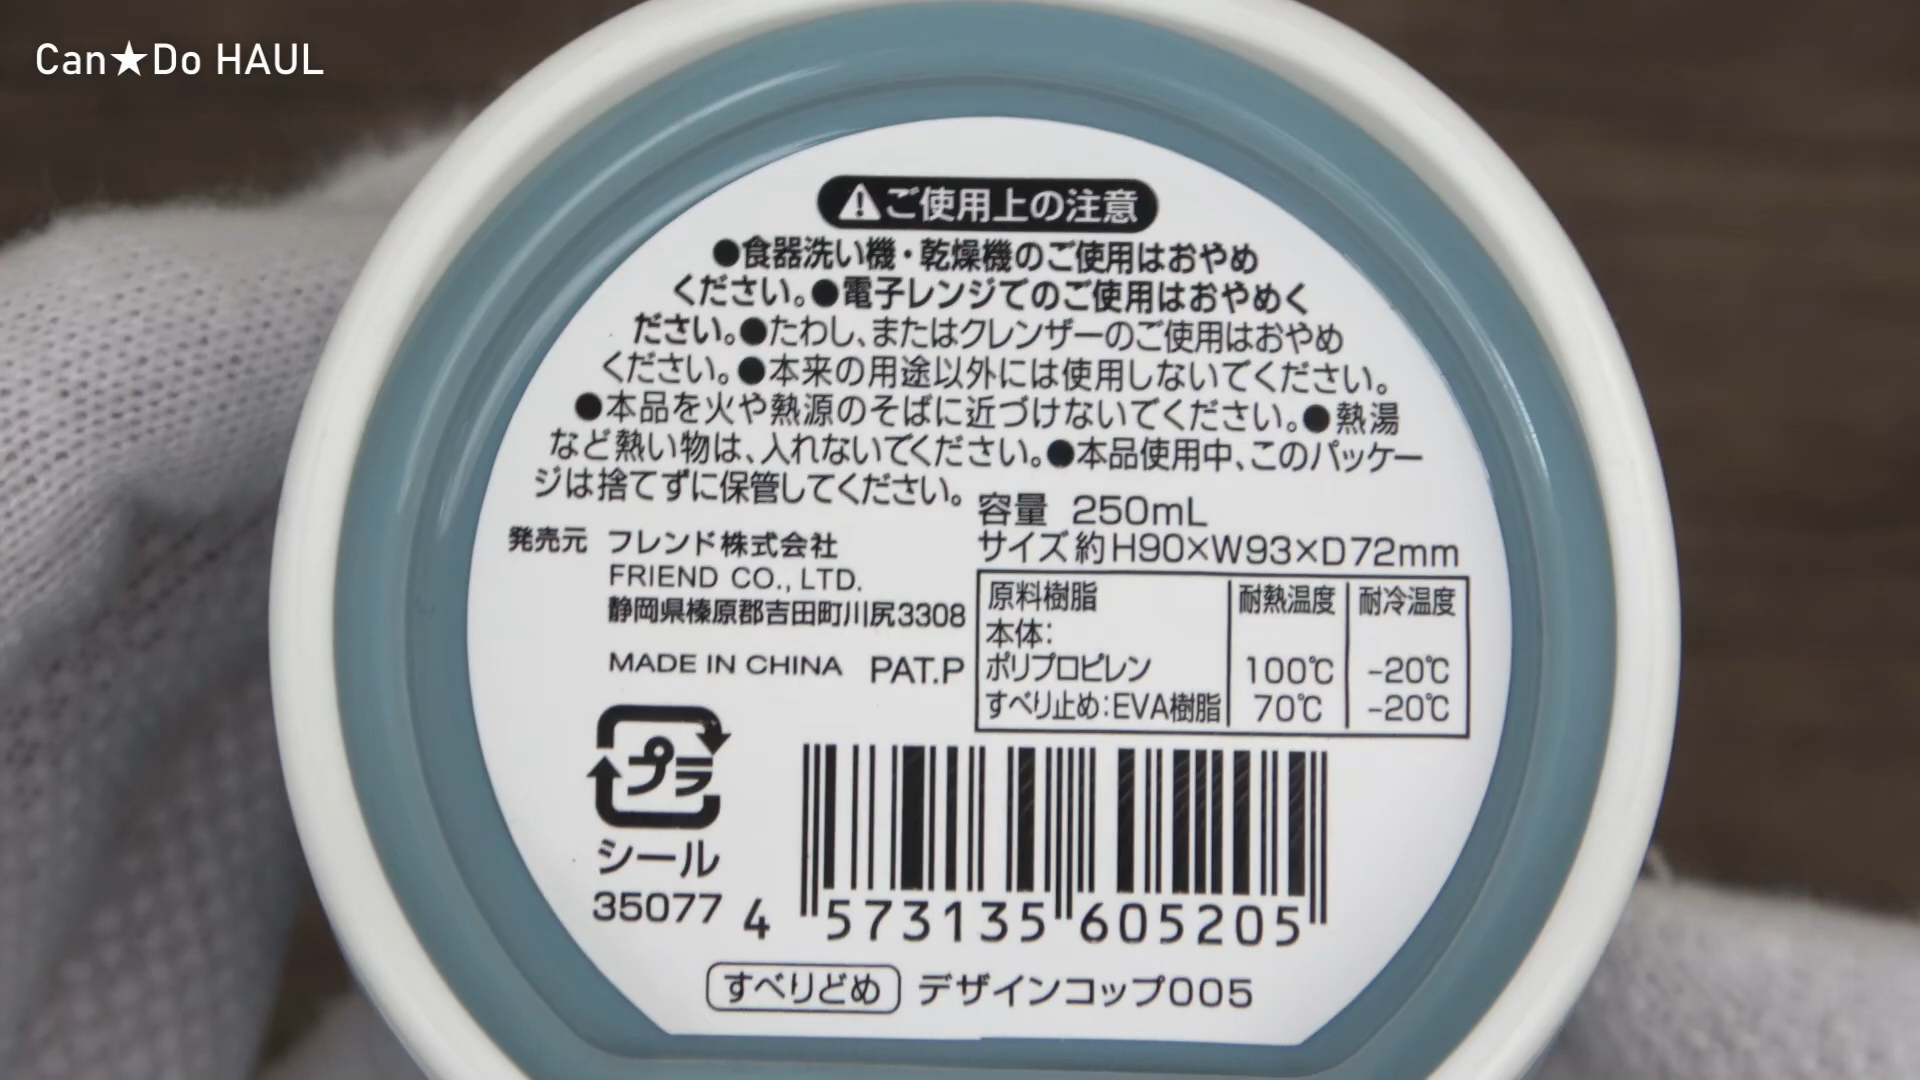 Can★Do HAUL
⚠ご使用上の注意
●食器洗い機・乾燥機のご使用はおやめ
ください。●電子レンジでのご使用はおやめく
ださい。●たわし、またはクレンザーのご使用はおやめ
ください。●本来の用途以外には使用しないでください。
●本品を火や熱源のそばに近づけないでください。●熱湯
など熱い物は、入れないでください。●本品使用中、このパッケー
ジは捨てずに保管してください。
容量 250mL
サイズ約H90×W93×D72mm
発売元 フレンド株式会社
FRIEND CO., LTD.
静岡県榛原郡吉田町川尻3308
MADE IN CHINA PAT.P
原料樹脂 耐熱温度 耐冷温度
本体:
ポリプロピレン 100℃ -20℃
すべり止め:EVA樹脂 70℃ -20℃
プラ
シール
35077
4 573135 605205
すべりどめ デザインコップ005